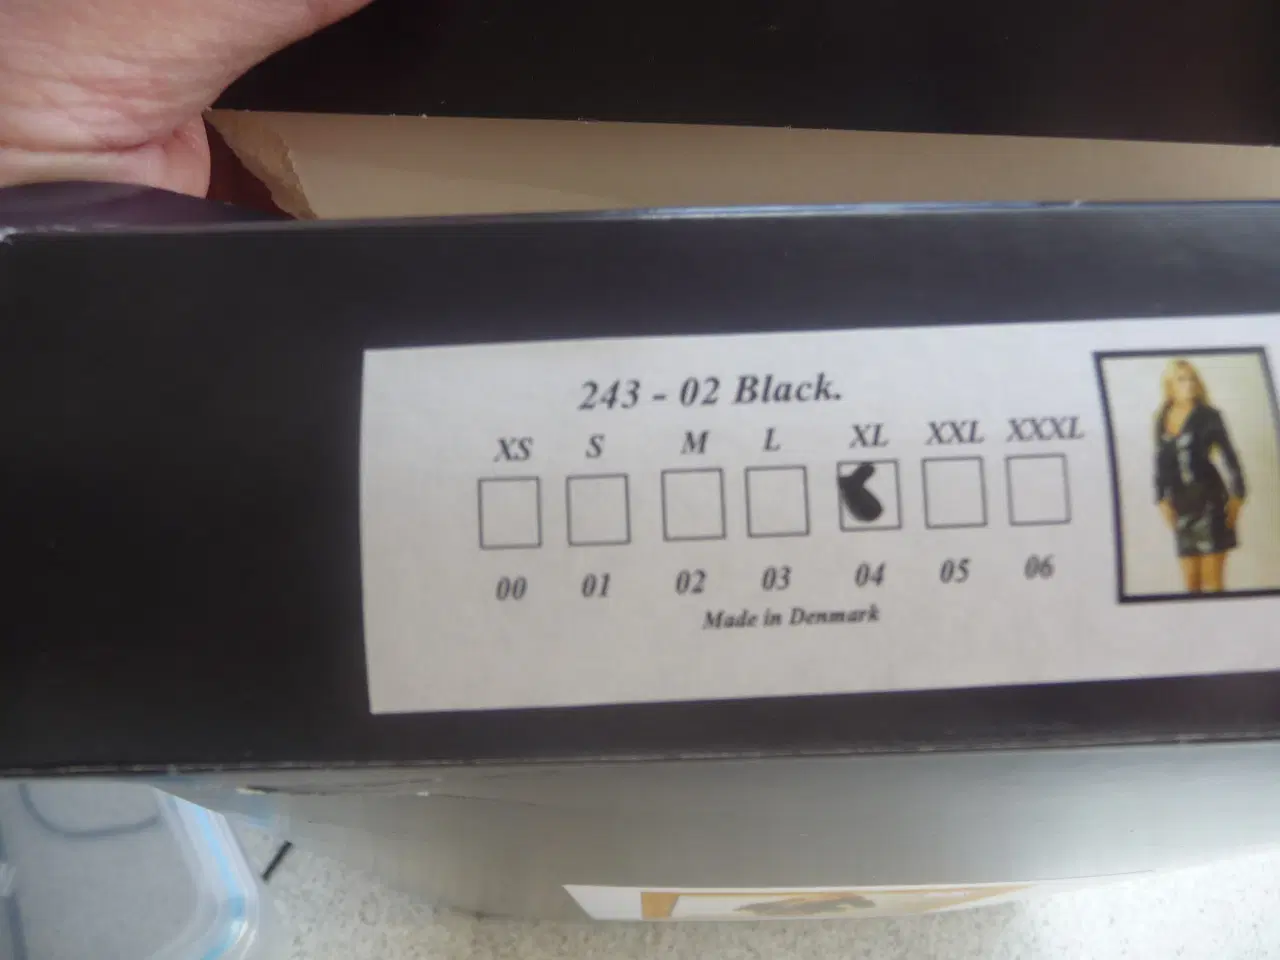 243 - 02 Black.
XS S M L XL XXL XXXL
00 01 02 03 04 05 06
Made in Denmark